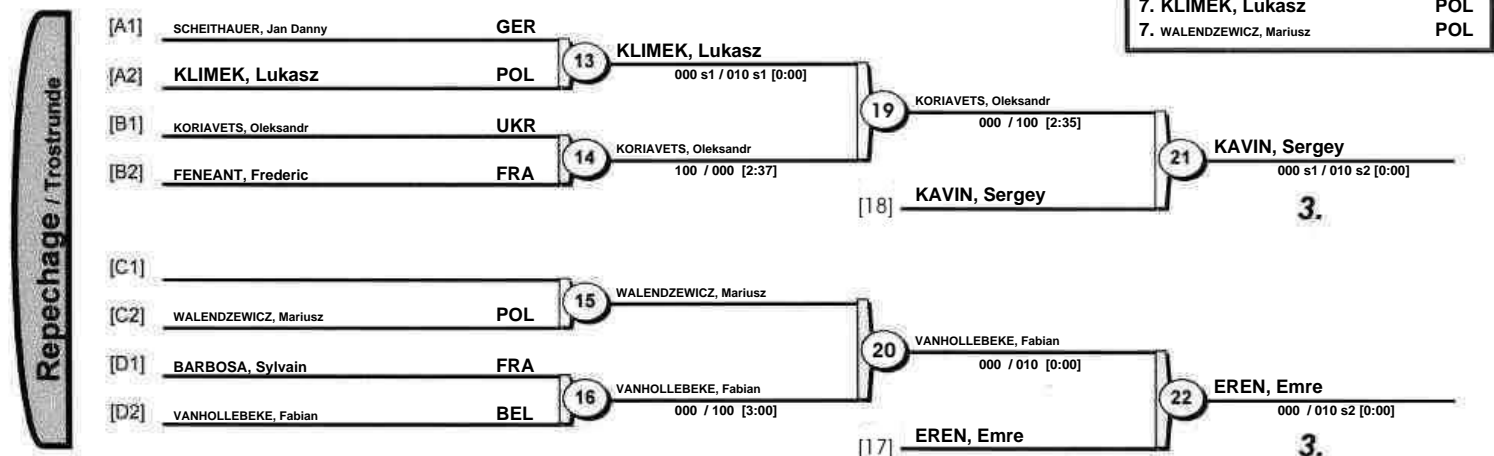 7. KLIMEK, Lukasz POL
7. WALENDZEWICZ, Mariusz POL
Repechage / Trostrunde
[A1] SCHEITHAUER, Jan Danny GER
13 KLIMEK, Lukasz
000 s1 / 010 s1 [0:00]
[A2] KLIMEK, Lukasz POL
19 KORIAVETS, Oleksandr
000 / 100 [2:35]
[B1] KORIAVETS, Oleksandr UKR
14 KORIAVETS, Oleksandr
100 / 000 [2:37]
[B2] FENEANT, Frederic FRA
21 KAVIN, Sergey
000 s1 / 010 s2 [0:00]
[18] KAVIN, Sergey
3.
[C1]
15 WALENDZEWICZ, Mariusz
[C2] WALENDZEWICZ, Mariusz POL
20 VANHOLLEBEKE, Fabian
000 / 010 [0:00]
[D1] BARBOSA, Sylvain FRA
16 VANHOLLEBEKE, Fabian
000 / 100 [3:00]
[D2] VANHOLLEBEKE, Fabian BEL
22 EREN, Emre
000 / 010 s2 [0:00]
[17] EREN, Emre
3.